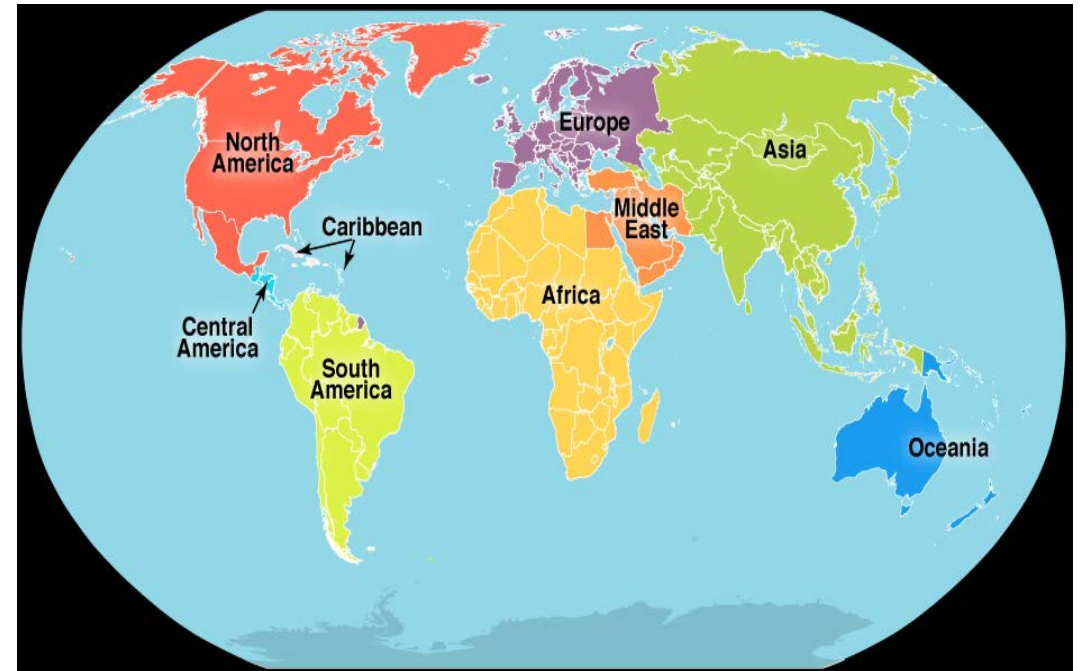 North
America
Europe
Asia
Caribbean
Middle
East
Africa
Central
America
South
America
Oceania